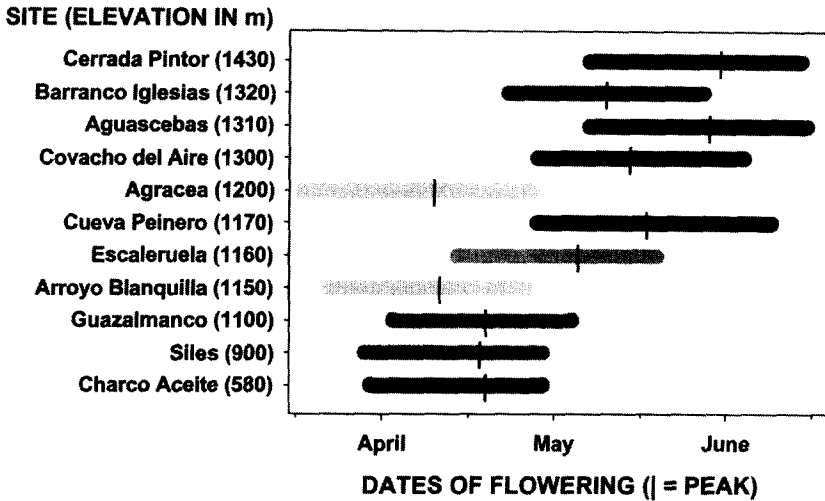 SITE (ELEVATION IN m)
Cerrada Pintor (1430)
Barranco Iglesias (1320)
Aguascebas (1310)
Covacho del Aire (1300)
Agracea (1200)
Cueva Peinero (1170)
Escaleruela (1160)
Arroyo Blanquilla (1150)
Guazalmanco (1100)
Siles (900)
Charco Aceite (580)
April May June
DATES OF FLOWERING (| = PEAK)